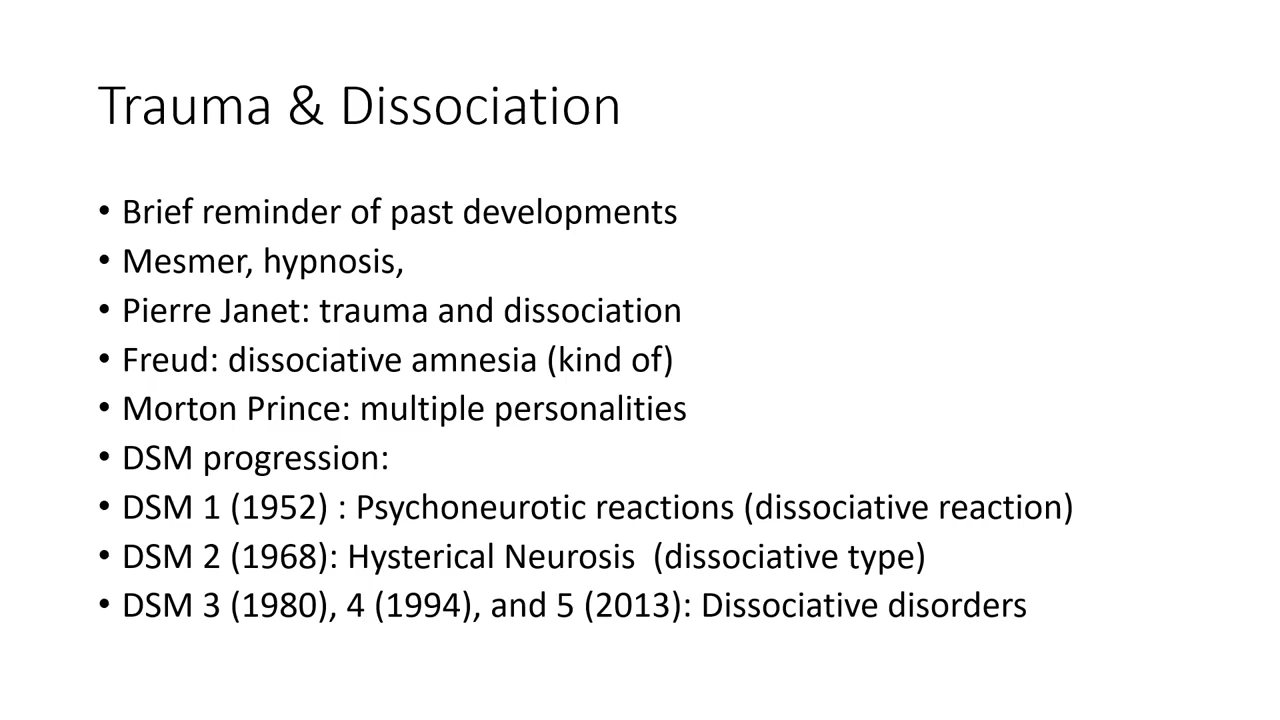 Trauma & Dissociation
• Brief reminder of past developments
• Mesmer, hypnosis,
• Pierre Janet: trauma and dissociation
• Freud: dissociative amnesia (kind of)
• Morton Prince: multiple personalities
• DSM progression:
• DSM 1 (1952) : Psychoneurotic reactions (dissociative reaction)
• DSM 2 (1968): Hysterical Neurosis  (dissociative type)
• DSM 3 (1980), 4 (1994), and 5 (2013): Dissociative disorders